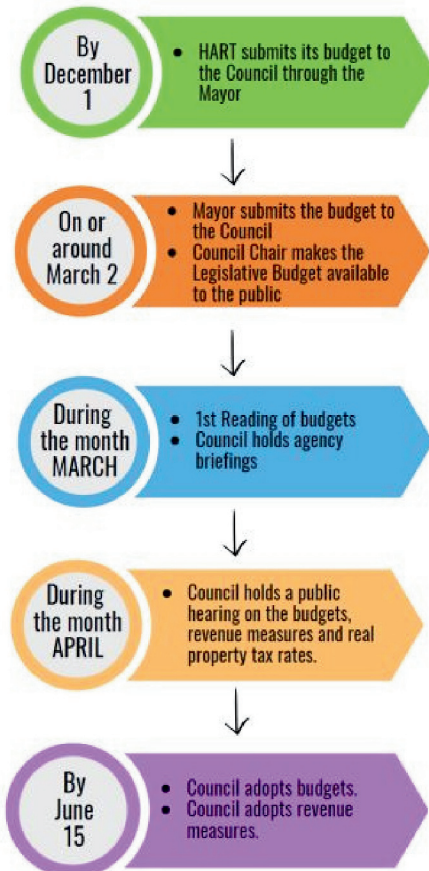 By
December
1
• HART submits its budget to
the Council through the
Mayor
On or
around
March 2
• Mayor submits the budget to
the Council
• Council Chair makes the
Legislative Budget available
to the public
During
the month
MARCH
• 1st Reading of budgets
• Council holds agency
briefings
During
the month
APRIL
• Council holds a public
hearing on the budgets,
revenue measures and real
property tax rates.
By
June
15
• Council adopts budgets.
• Council adopts revenue
measures.